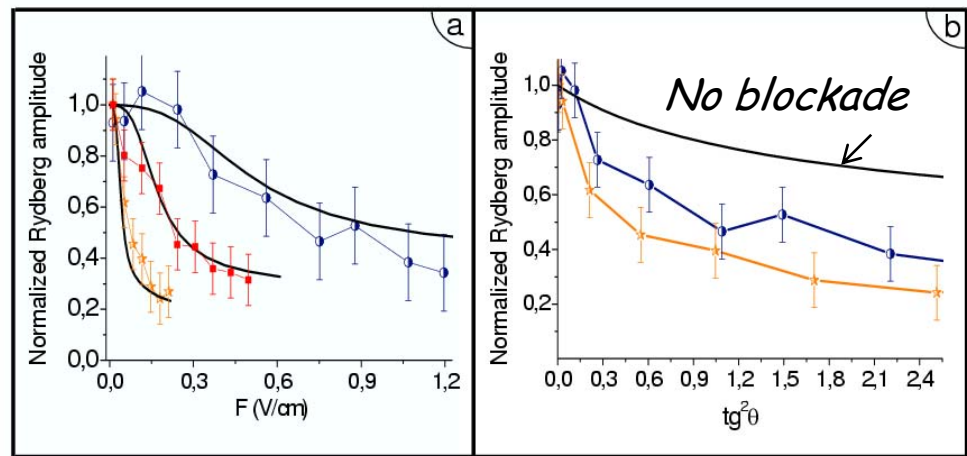 a
Normalized Rydberg amplitude
1,0
0,8
0,6
0,4
0,2
0,0
0,0 0,3 0,6 0,9 1,2
F (V/cm)
b
Normalized Rydberg amplitude
No blockade
1,0
0,8
0,6
0,4
0,2
0,0 0,3 0,6 0,9 1,2 1,5 1,8 2,1 2,4
tg²θ